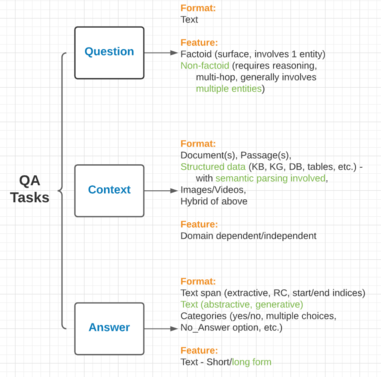 Format:
Text
Feature:
Question
Factoid (surface, involves 1 entity)
Non-factoid (requires reasoning,
multi-hop, generally involves
multiple entities)
Format:
Document(s), Passage(s),
Structured data (KB, KG, DB, tables, etc.) -
with semantic parsing involved,
QA
Tasks
Context
Images/Videos,
Hybrid of above
Feature:
Domain dependent/independent
Format:
Text span (extractive, RC, start/end indices)
Text (abstractive, generative)
Answer
Categories (yes/no, multiple choices,
No_Answer option, etc.)
Feature:
Text - Short/long form